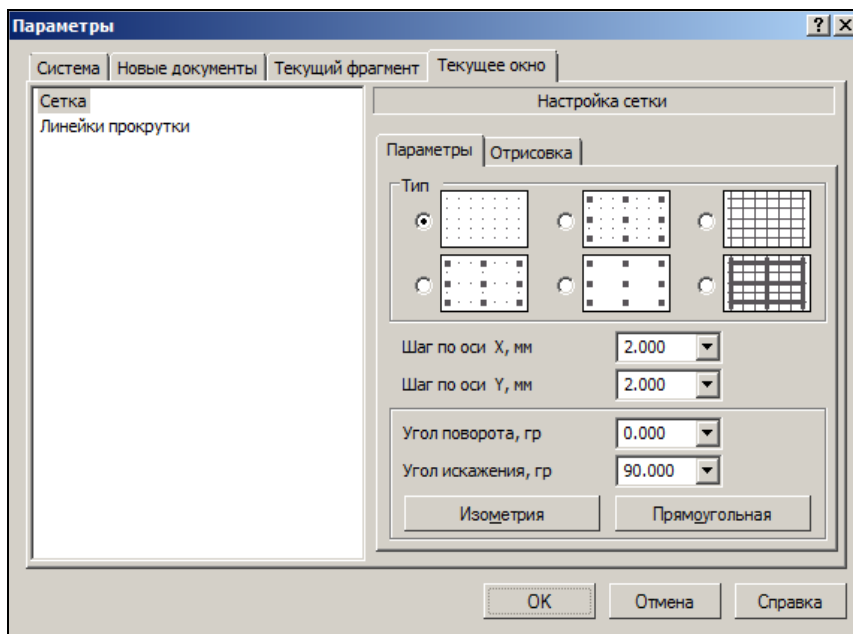 Параметры
Система Новые документы Текущий фрагмент Текущее окно
Сетка
Линейки прокрутки
Настройка сетки
Параметры Отрисовка
Тип
Шаг по оси X, мм 2.000
Шаг по оси Y, мм 2.000
Угол поворота, гр 0.000
Угол искажения, гр 90.000
Изометрия Прямоугольная
OK Отмена Справка